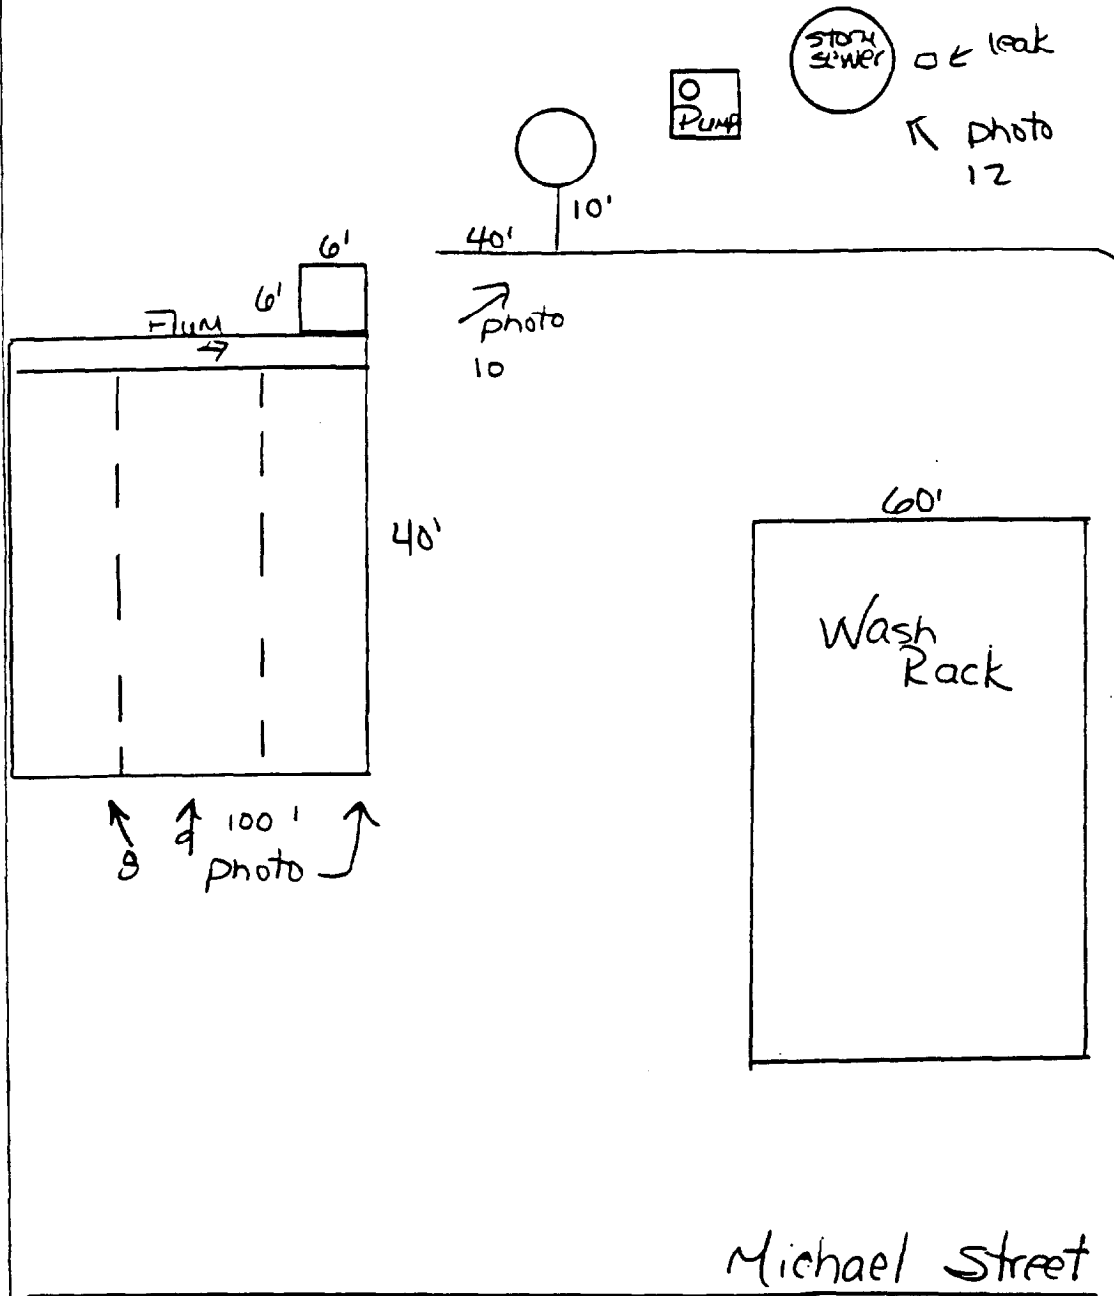 storm
sewer
leak
PUMP
photo
12
10'
40'
6'
6'
Flum
photo
10
40'
60'
Wash
Rack
8
9
100'
photo
Michael Street